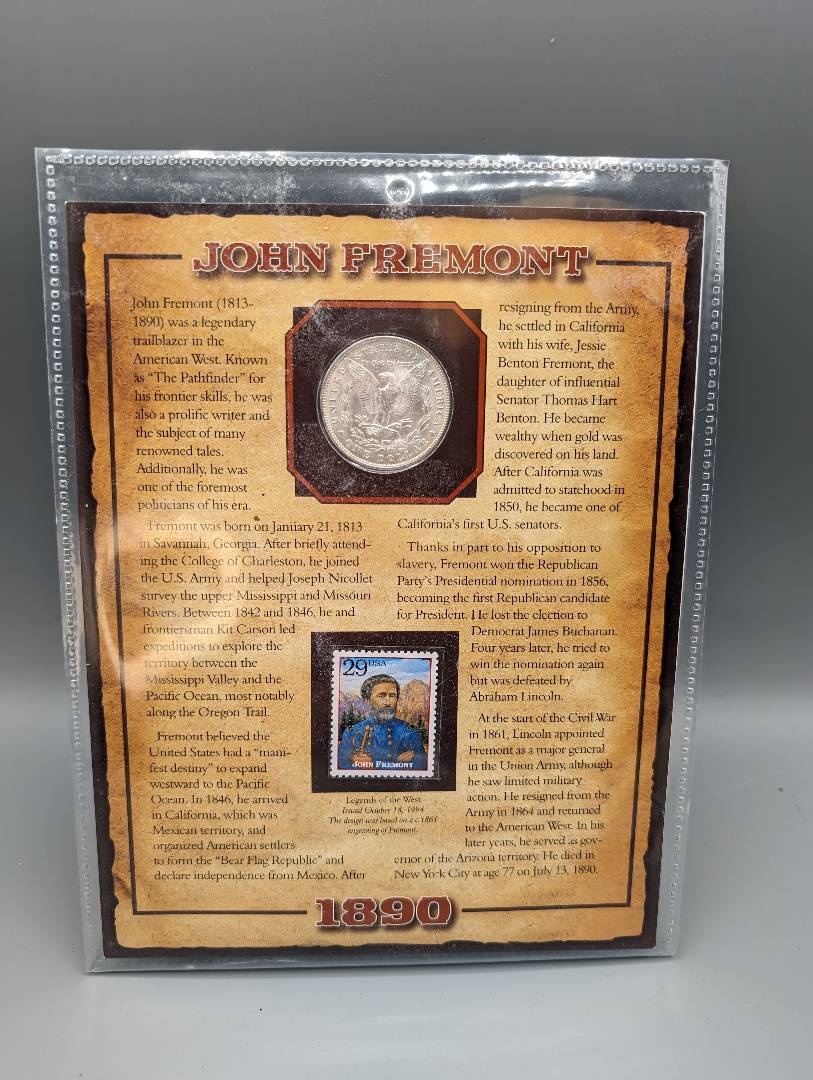 JOHN FREMONT
John Fremont (1813-
1890) was a legendary
trailblazer in the
American West. Known
as "The Pathfinder" for
his frontier skills, he was
also a prolific writer and
the subject of many
renowned tales.
Additionally, he was
one of the foremost
politicians of his era.
Fremont was born on January 21, 1813
in Savannah, Georgia. After briefly attend-
ing the College of Charleston, he joined
the U.S. Army and helped Joseph Nicollet
survey the upper Mississippi and Missouri
Rivers. Between 1842 and 1846, he and
frontiersman Kit Carson led
expeditions to explore the
territory between the
Mississippi Valley and the
Pacific Ocean, most notably
along the Oregon Trail.
Fremont believed the
United States had a "mani-
fest destiny" to expand
westward to the Pacific
Ocean. In 1846, he arrived
in California, which was
Mexican territory, and
organized American settlers
to form the "Bear Flag Republic" and
declare independence from Mexico. After
UNITED STATES OF AMERICA
ONE DOLLAR
resigning from the Army,
he settled in California
with his wife, Jessie
Benton Fremont, the
daughter of influential
Senator Thomas Hart
Benton. He became
wealthy when gold was
discovered on his land.
After California was
admitted to statehood in
1850, he became one of
California's first U.S. senators.
Thanks in part to his opposition to
slavery, Fremont won the Republican
Party's Presidential nomination in 1856,
becoming the first Republican candidate
for President. He lost the election to
Democrat James Buchanan.
Four years later, he tried to
win the nomination again
but was defeated by
Abraham Lincoln.
At the start of the Civil War
in 1861, Lincoln appointed
Fremont as a major general
in the Union Army, although
he saw limited military
action. He resigned from the
Army in 1864 and returned
to the American West. In his
later years, he served as gov-
ernor of the Arizona territory. He died in
New York City at age 77 on July 13, 1890.
29 USA
JOHN FREMONT
Legends of the West
Issued October 18, 1994
The design was based on a c.1861
engraving of Fremont.
1890